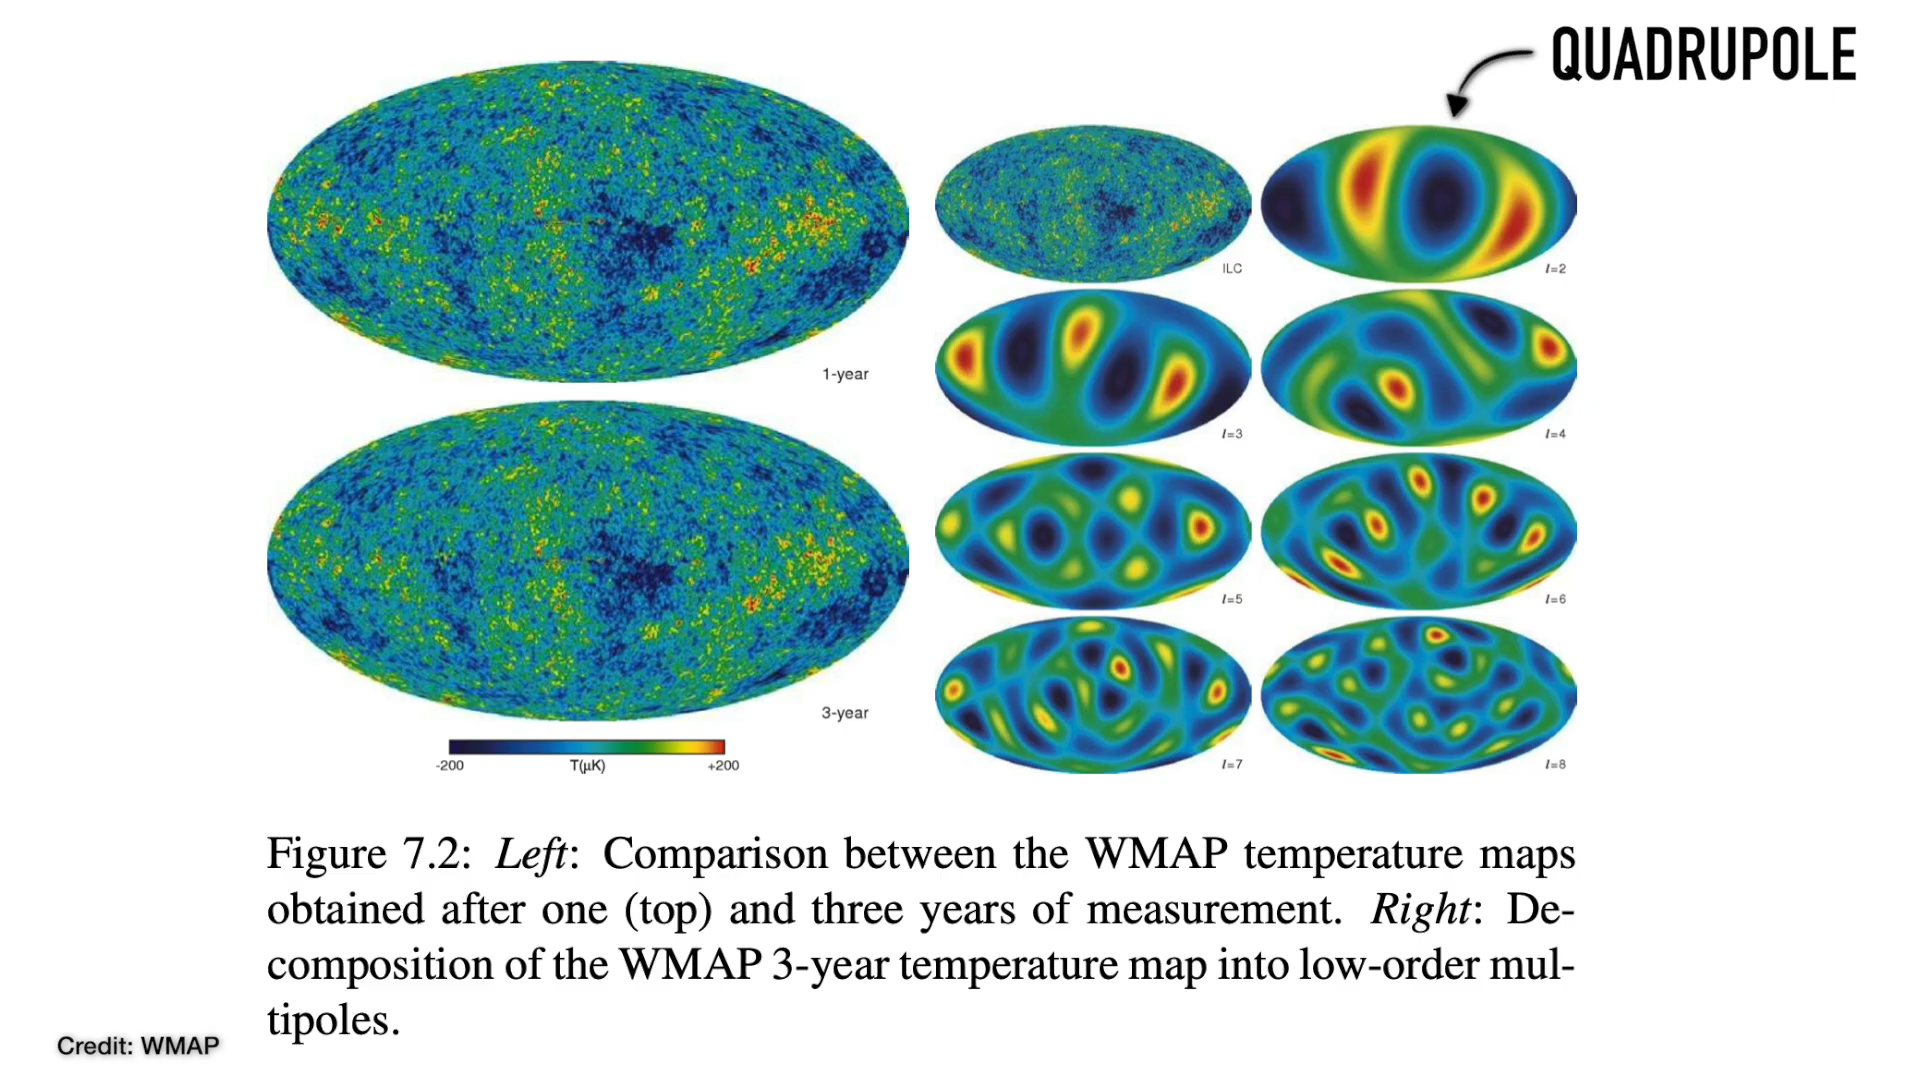 QUADRUPOLE
1-year
3-year
-200
T(μK)
+200
ILC
l=2
l=3
l=4
l=5
l=6
l=7
l=8
Figure 7.2: Left: Comparison between the WMAP temperature maps
obtained after one (top) and three years of measurement. Right: De-
composition of the WMAP 3-year temperature map into low-order mul-
tipoles.
Credit: WMAP